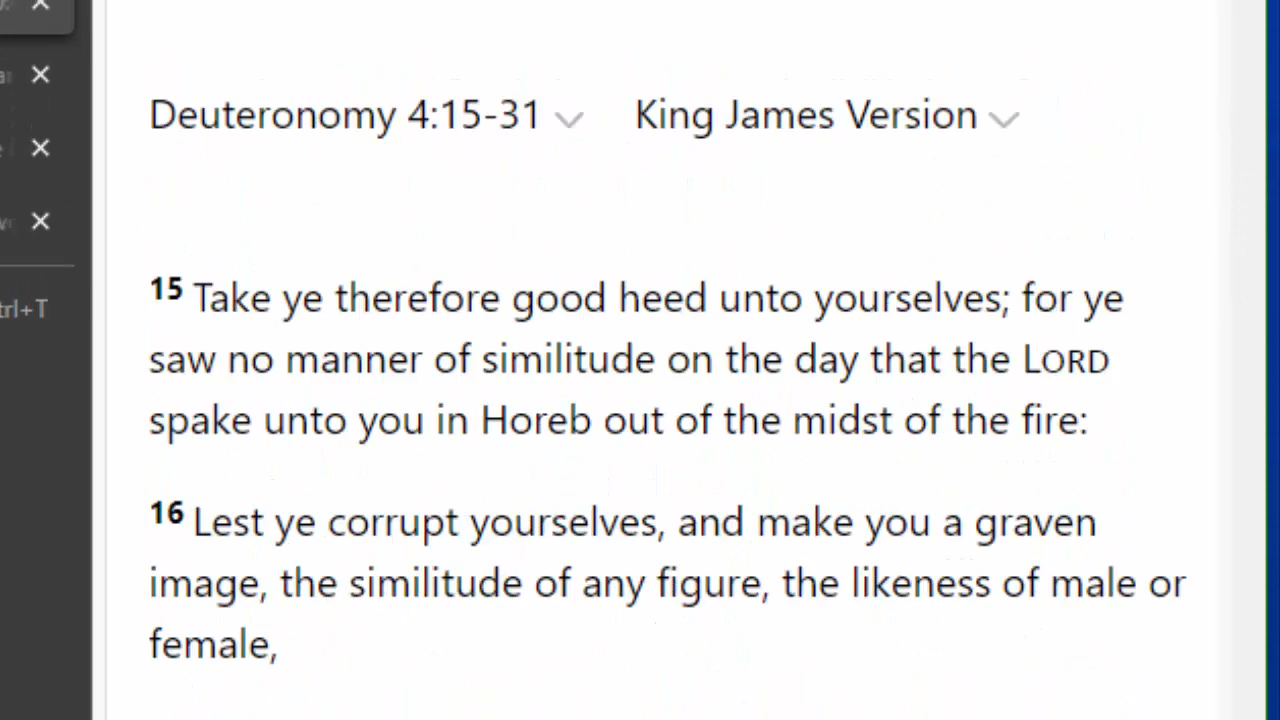 Deuteronomy 4:15-31 King James Version
15 Take ye therefore good heed unto yourselves; for ye
saw no manner of similitude on the day that the LORD
spake unto you in Horeb out of the midst of the fire:
trl+T
16 Lest ye corrupt yourselves, and make you a graven
image, the similitude of any figure, the likeness of male or
female,